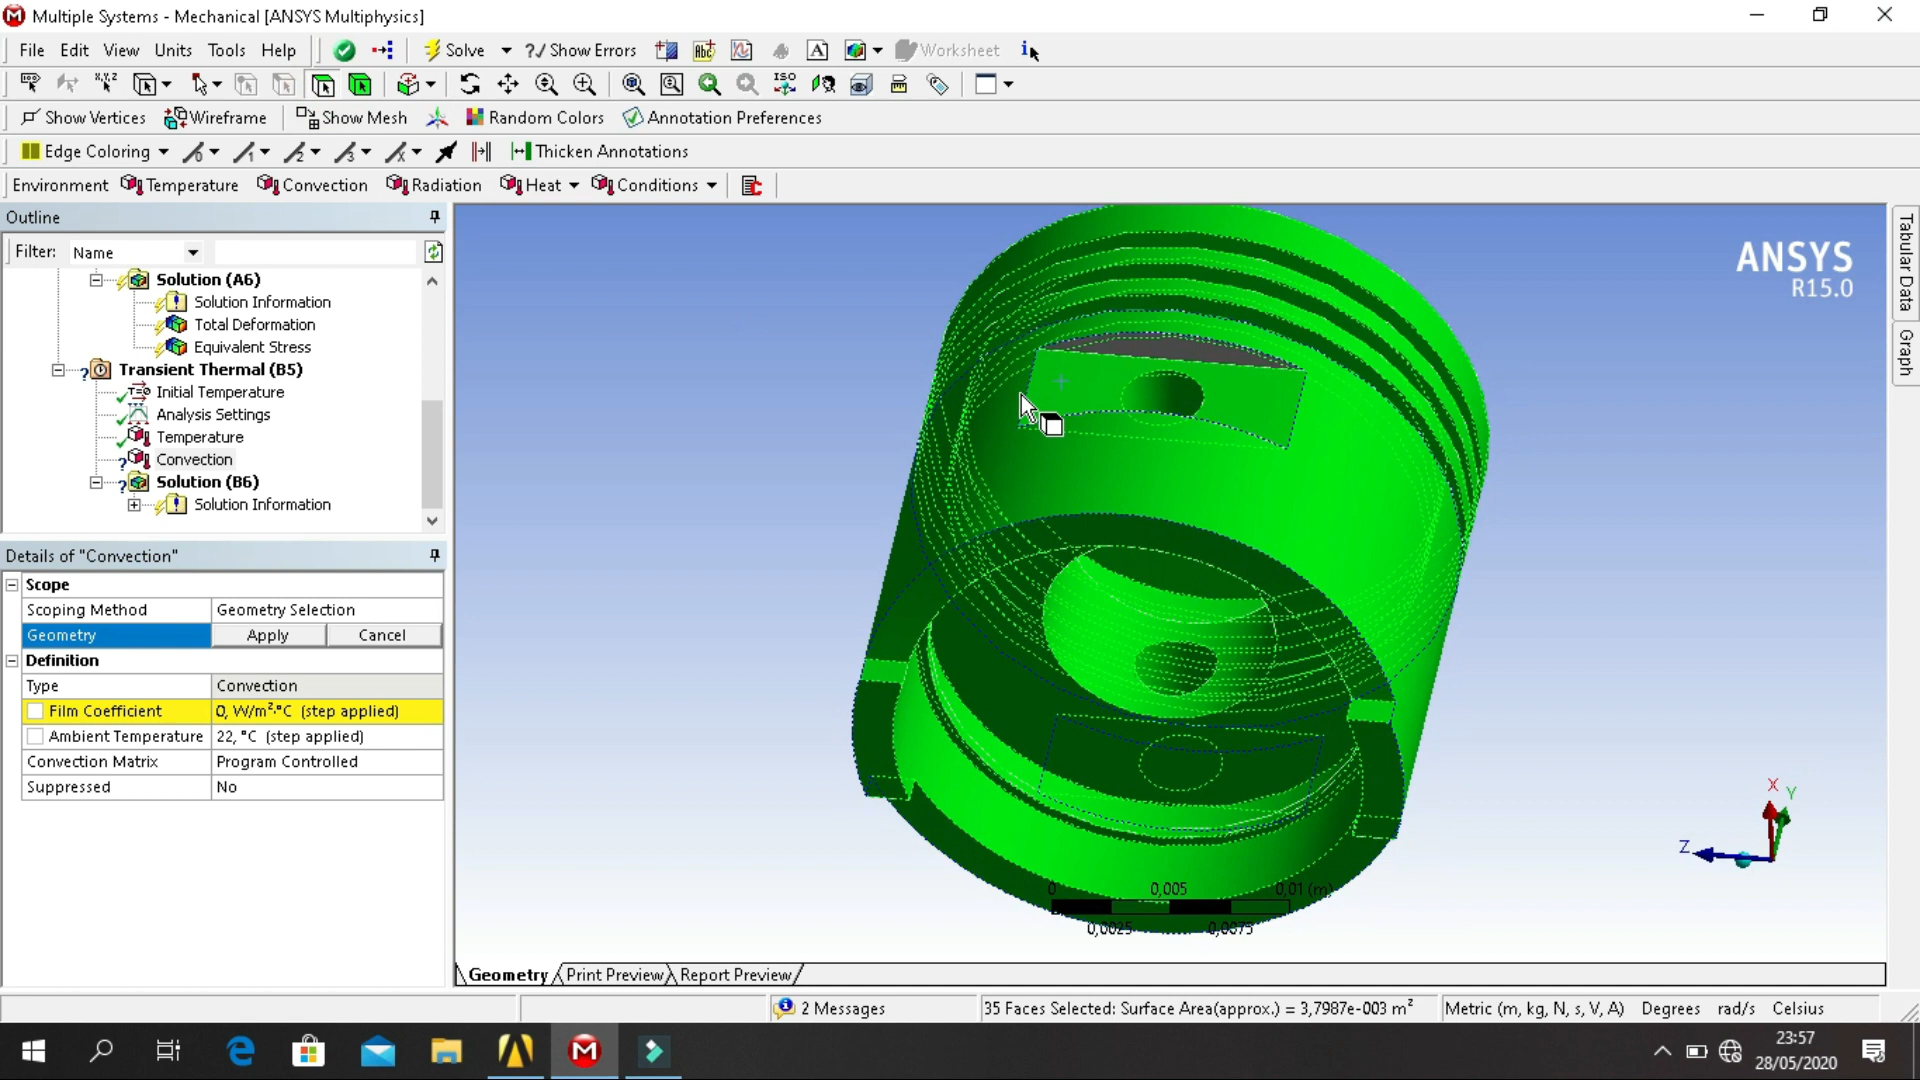 Multiple Systems - Mechanical [ANSYS Multiphysics]
File Edit View Units Tools Help Solve ?/ Show Errors Worksheet
Show Vertices Wireframe Show Mesh Random Colors Annotation Preferences
Edge Coloring Thicken Annotations
Environment Temperature Convection Radiation Heat Conditions
Outline
Filter: Name
Solution (A6)
Solution Information
Total Deformation
Equivalent Stress
Transient Thermal (B5)
Initial Temperature
Analysis Settings
Temperature
Convection
Solution (B6)
Solution Information
Details of "Convection"
Scope
Scoping Method Geometry Selection
Geometry Apply Cancel
Definition
Type Convection
Film Coefficient 0, W/m²·°C (step applied)
Ambient Temperature 22, °C (step applied)
Convection Matrix Program Controlled
Suppressed No
ANSYS
R15.0
Tabular Data
Graph
X
Y
Z
0 0,005 0,01 (m)
0,0025 0,0075
Geometry Print Preview Report Preview
2 Messages 35 Faces Selected: Surface Area(approx.) = 3,7987e-003 m² Metric (m, kg, N, s, V, A) Degrees rad/s Celsius
23:57
28/05/2020